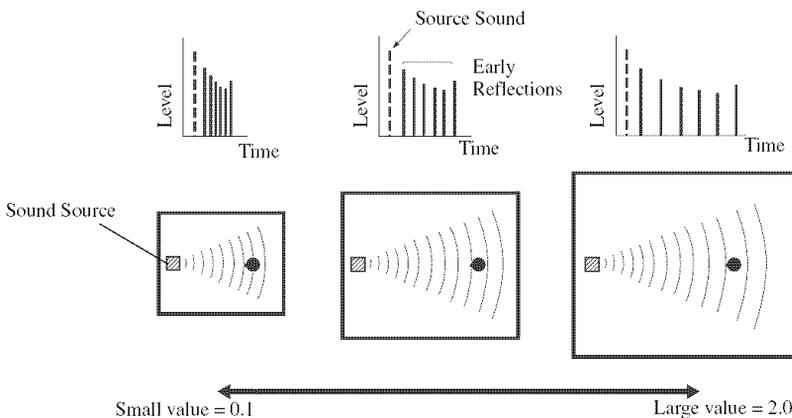 Source Sound
Level
Time
Level
Early
Reflections
Time
Level
Time
Sound Source
Small value = 0.1
Large value = 2.0